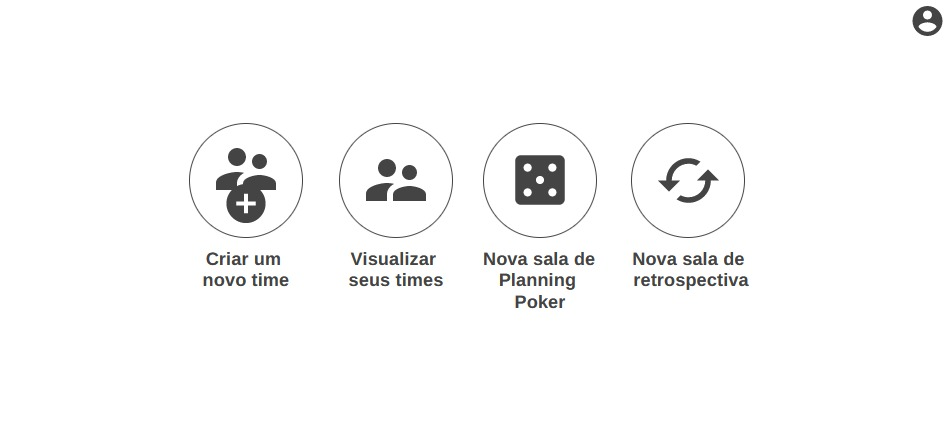 Criar um
novo time
Visualizar
seus times
Nova sala de
Planning
Poker
Nova sala de
retrospectiva